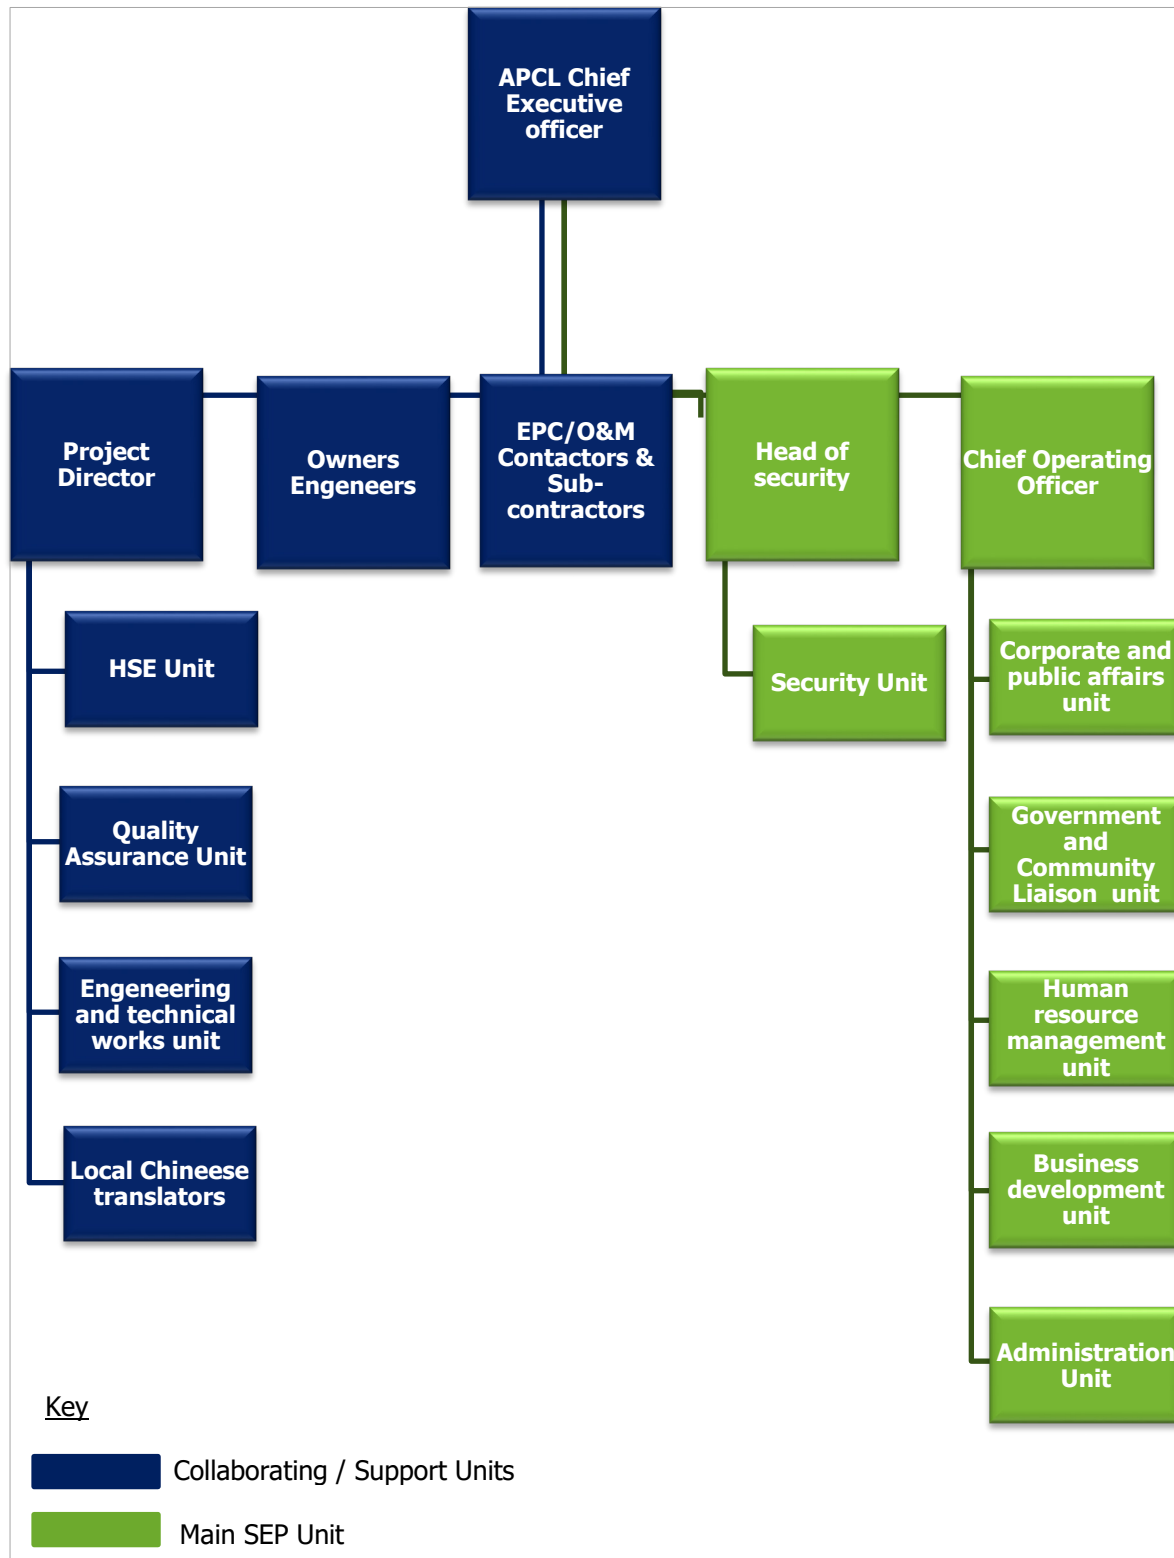 APCL Chief
Executive
officer
Project
Director
Owners
Engeneers
EPC/O&M
Contactors &
Sub-
contractors
Head of
security
Chief Operating
Officer
HSE Unit
Quality
Assurance Unit
Engeneering
and technical
works unit
Local Chineese
translators
Security Unit
Corporate and
public affairs
unit
Government
and
Community
Liaison  unit
Human
resource
management
unit
Business
development
unit
Administration
Unit
Key
Collaborating / Support Units
Main SEP Unit